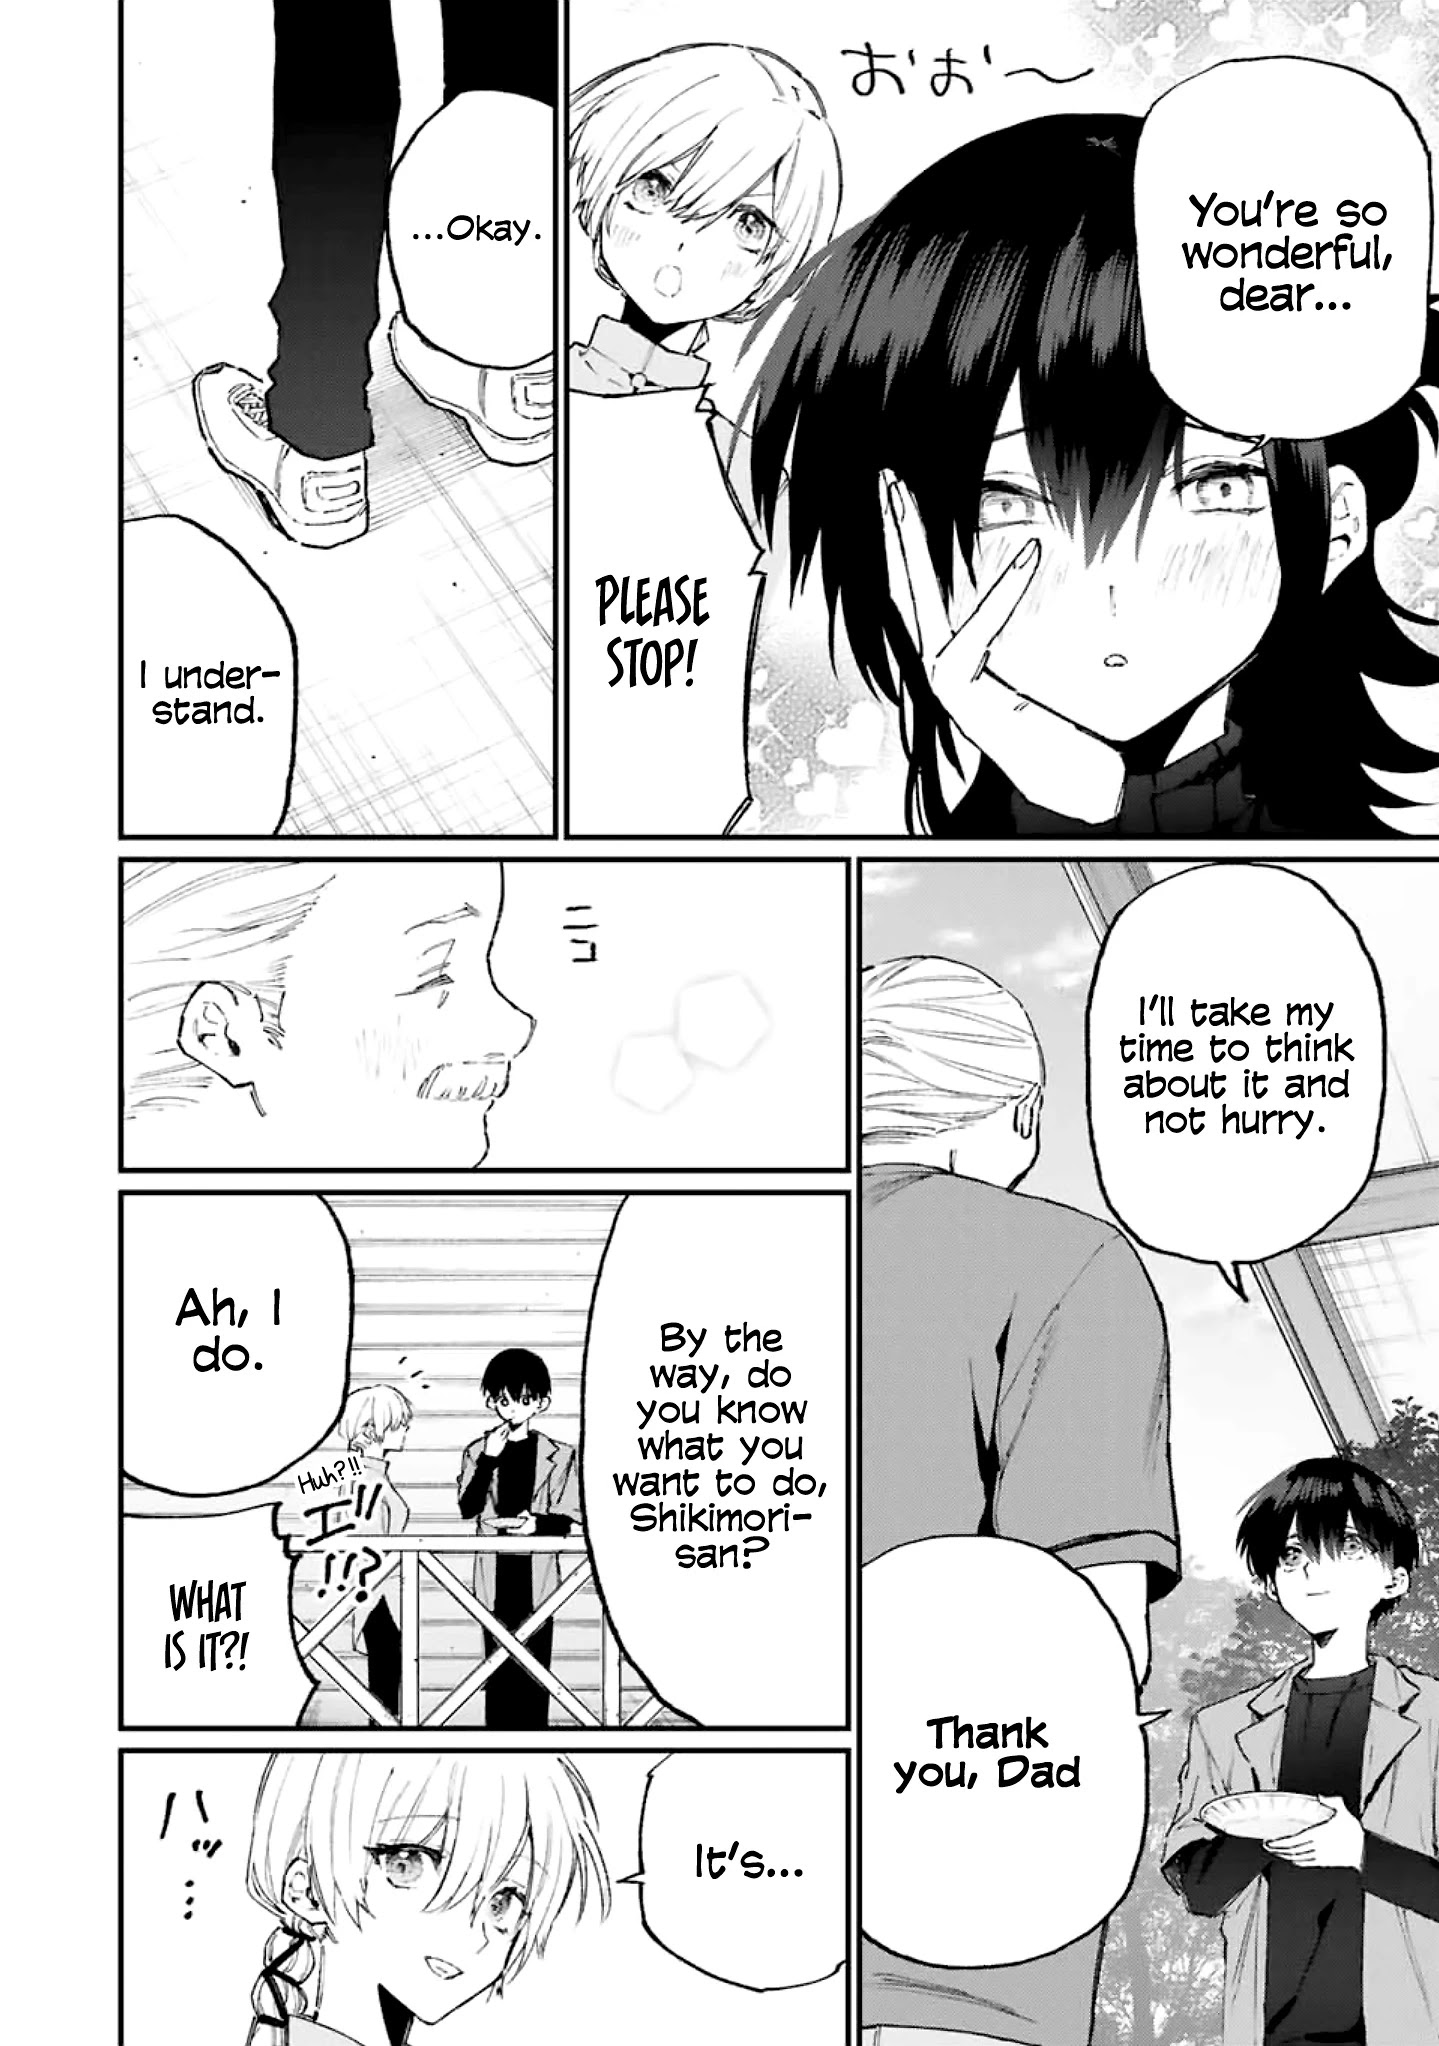 You're so
wonderful,
dear...
おお〜
PLEASE
STOP!
...Okay.
I under-
stand.
I'll take my
time to think
about it and
not hurry.
Thank
you, Dad
ニコ
By the
way, do
you know
what you
want to do,
Shikimori-
san?
Ah, I
do.
Huh?!!
エッ!!?
WHAT
IS IT?!
It's...
ハッ…